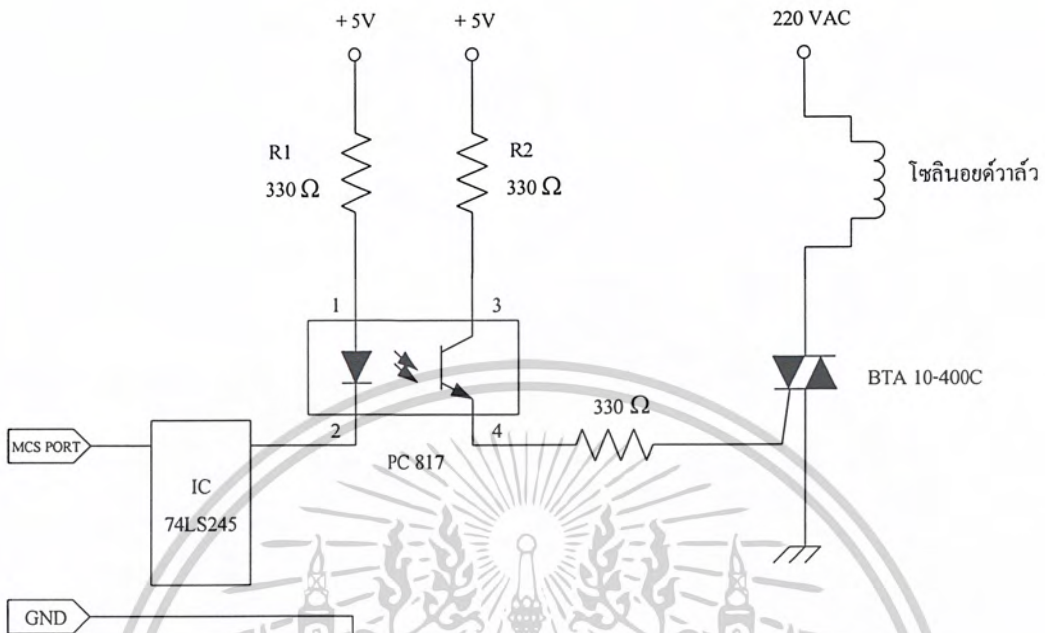 + 5V
+ 5V
220 VAC
R1
330 Ω
R2
330 Ω
โซลินอยด์วาล์ว
1
3
BTA 10-400C
330 Ω
2
4
MCS PORT
PC 817
IC
74LS245
GND